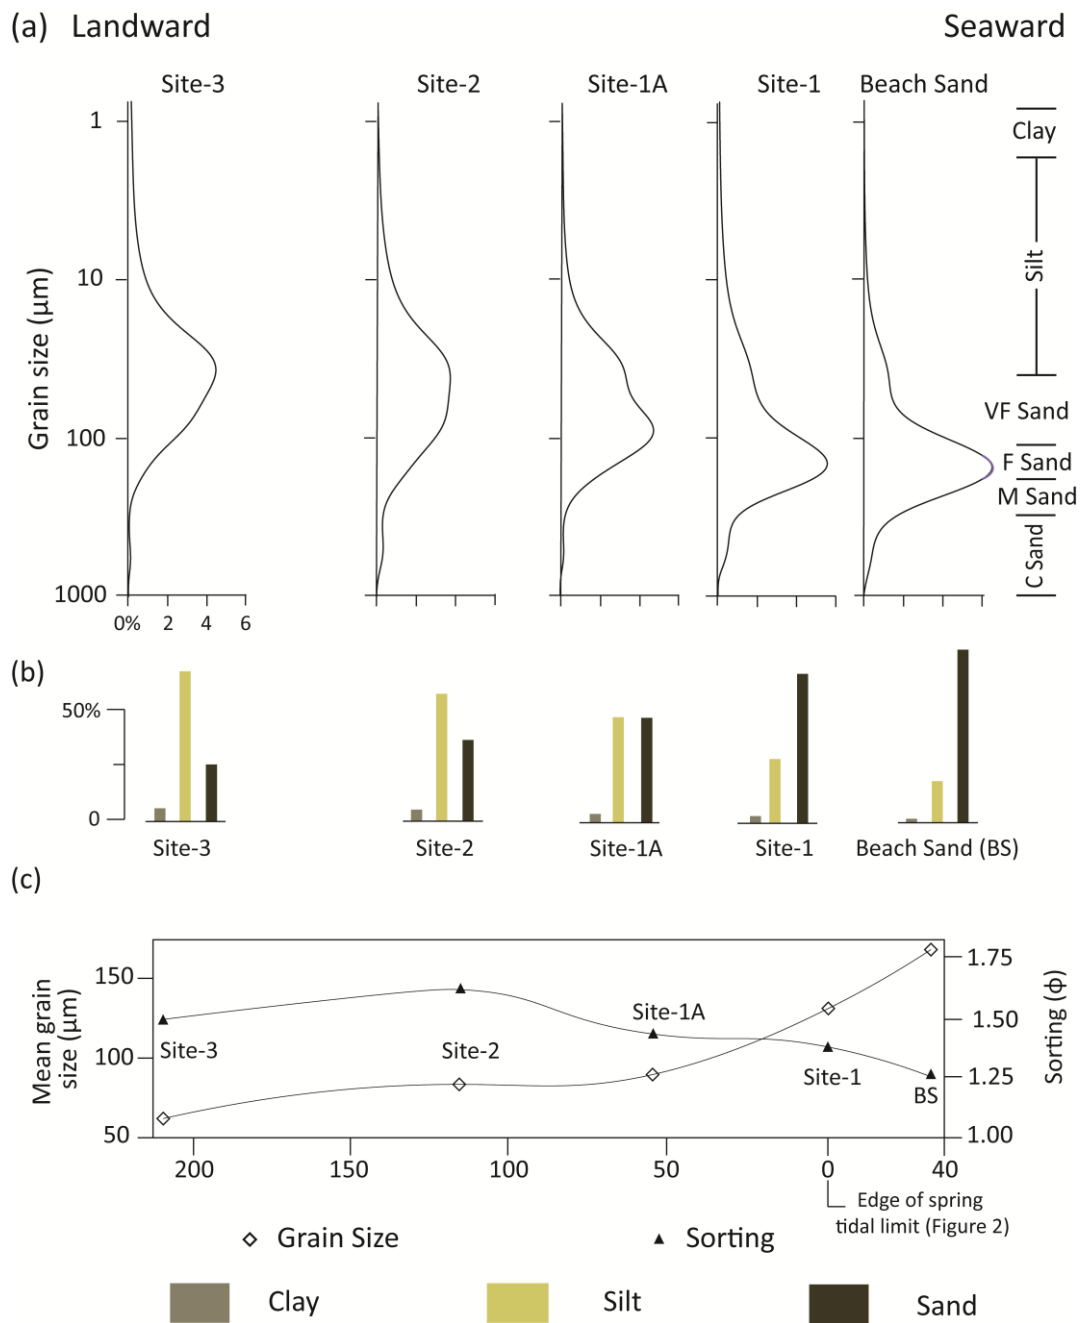 (a) Landward Seaward
Site-3 Site-2 Site-1A Site-1 Beach Sand
Grain size (μm)
1
10
100
1000
0% 2 4 6
Clay
Silt
VF Sand
F Sand
M Sand
C Sand
(b)
50%
0
Site-3 Site-2 Site-1A Site-1 Beach Sand (BS)
(c)
Mean grain
size (μm)
150
100
50
Site-3
Site-2
Site-1A
Site-1
BS
1.75
1.50
1.25
1.00
Sorting (ϕ)
200 150 100 50 0 40
Edge of spring
tidal limit (Figure 2)
Grain Size Sorting
Clay Silt Sand